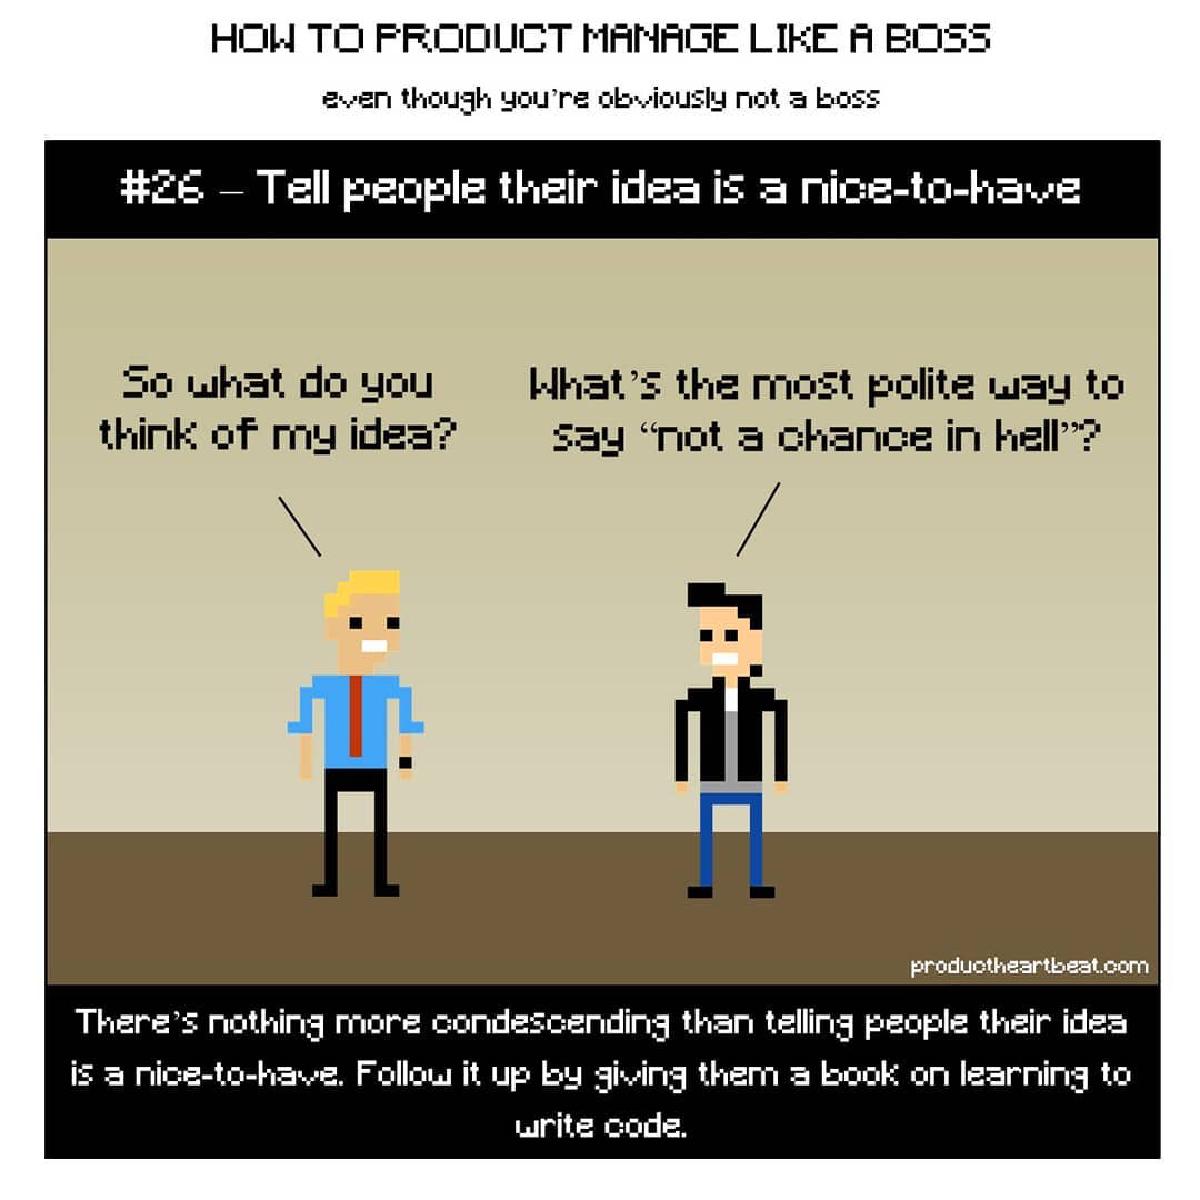 HOW TO PRODUCT MANAGE LIKE A BOSS
even though you're obviously not a boss
#26 – Tell people their idea is a nice-to-have
So what do you
think of my idea?
What's the most polite way to
say “not a chance in hell”?
productheartbeat.com
There's nothing more condescending than telling people their idea
is a nice-to-have. Follow it up by giving them a book on learning to
write code.